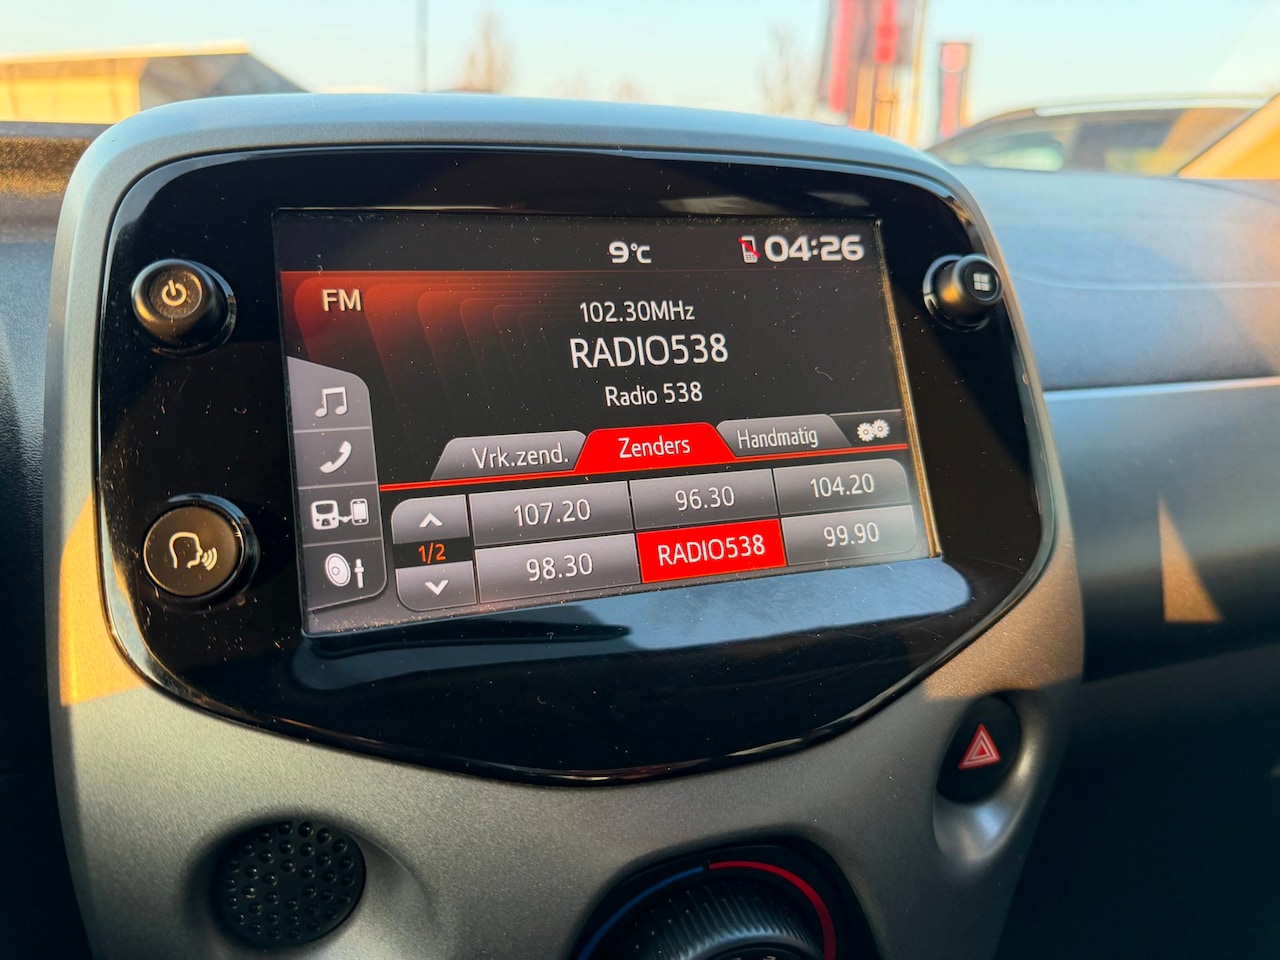 9°C 04:26
FM
102.30MHz
RADIO538
Radio 538
Vrk.zend. Zenders Handmatig
107.20 96.30 104.20
1/2
98.30 RADIO538 99.90